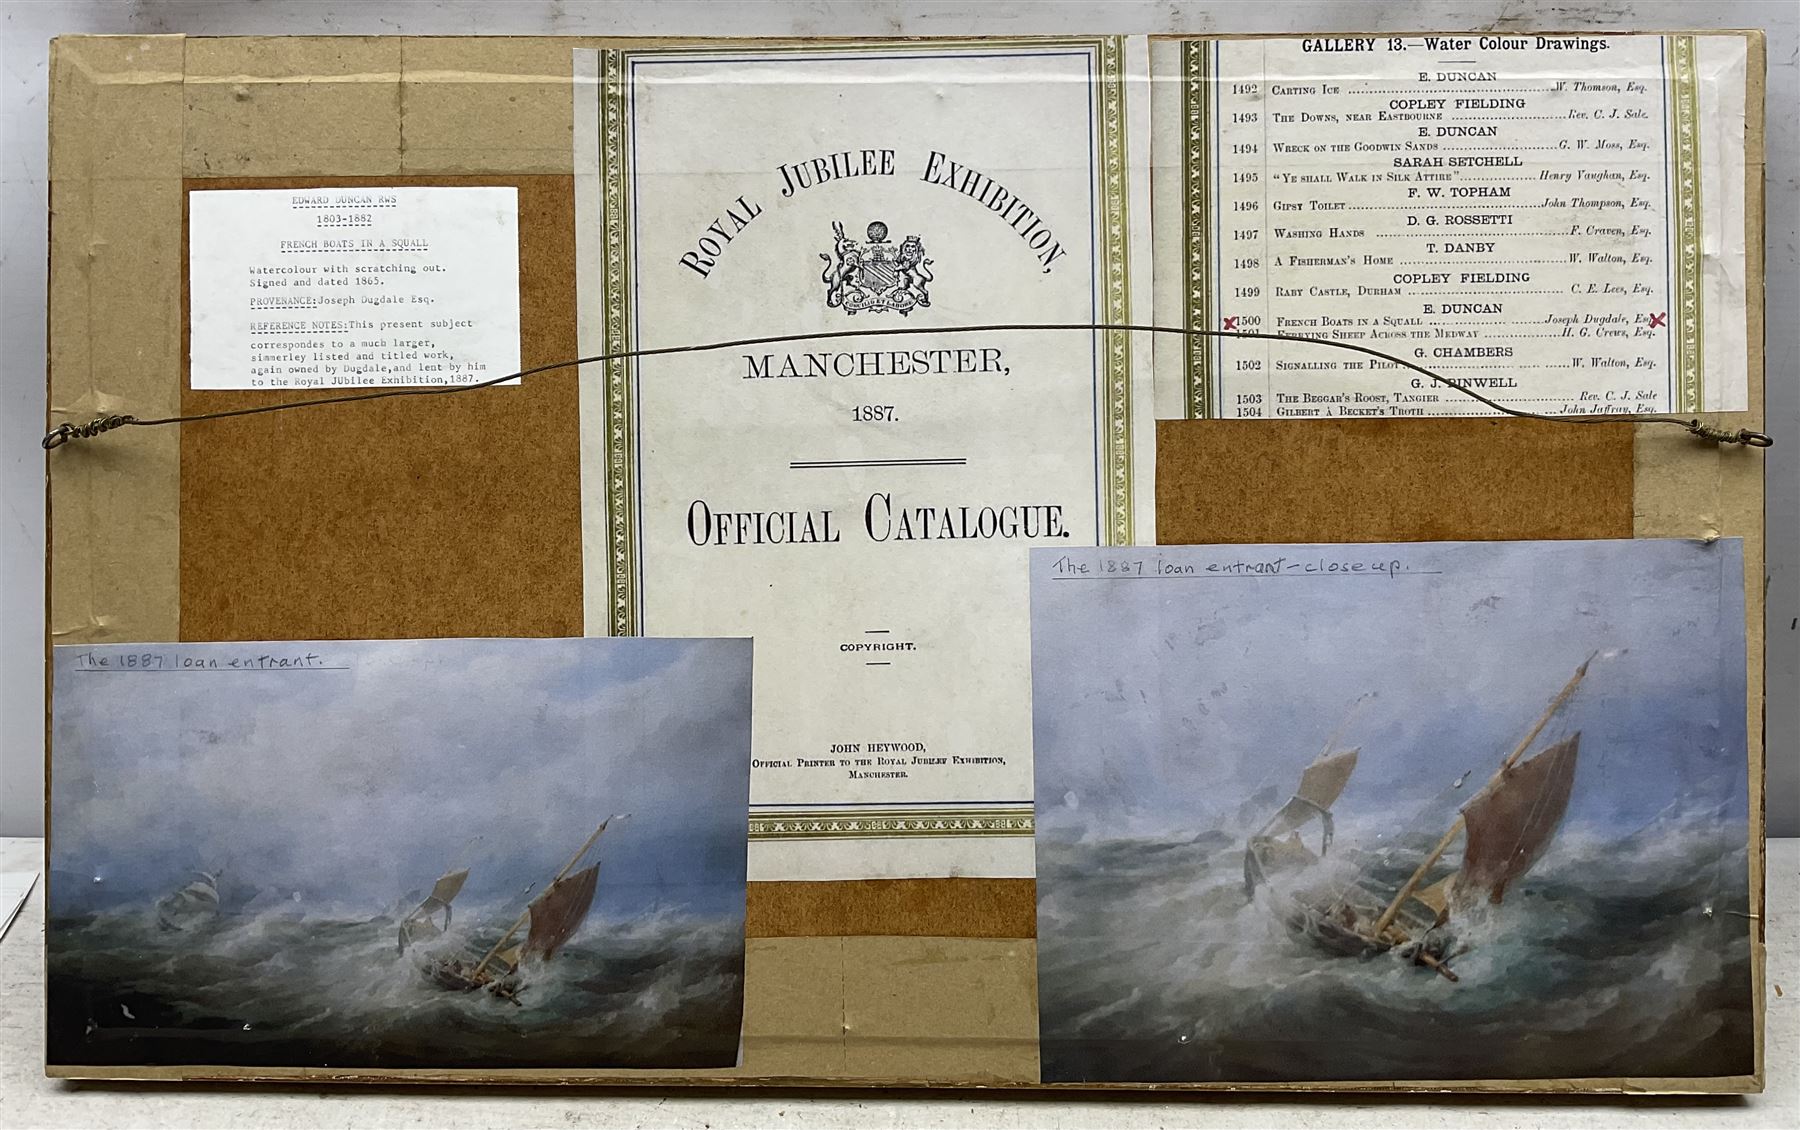 EDWARD DUNCAN RWS
1803-1882
FRENCH BOATS IN A SQUALL
Watercolour with scratching out.
Signed and dated 1865.
PROVENANCE:Joseph Dugdale Esq.
REFERENCE NOTES:This present subject
correspondes to a much larger,
simmerley listed and titled work,
again owned by Dugdale,and lent by him
to the Royal JUbilee Exhibition,1887.
ROYAL JUBILEE EXHIBITION,
CONCILIO ET LABORE
MANCHESTER,
1887.
OFFICIAL CATALOGUE.
COPYRIGHT.
JOHN HEYWOOD,
OFFICIAL PRINTER TO THE ROYAL JUBILEE EXHIBITION,
MANCHESTER.
GALLERY 13.—Water Colour Drawings.
E. DUNCAN
1492 CARTING ICE ........ W. Thomson, Esq.
COPLEY FIELDING
1493 THE DOWNS, NEAR EASTBOURNE ........ Rev. C. J. Sale.
E. DUNCAN
1494 WRECK ON THE GOODWIN SANDS ........ G. W. Moss, Esq.
SARAH SETCHELL
1495 "YE SHALL WALK IN SILK ATTIRE" ........ Henry Vaughan, Esq.
F. W. TOPHAM
1496 GIPSY TOILET ........ John Thompson, Esq.
D. G. ROSSETTI
1497 WASHING HANDS ........ F. Craven, Esq.
T. DANBY
1498 A FISHERMAN'S HOME ........ W. Walton, Esq.
COPLEY FIELDING
1499 RABY CASTLE, DURHAM ........ C. E. Lees, Esq.
E. DUNCAN
x1500 FRENCH BOATS IN A SQUALL ........ Joseph Dugdale, Esq x
1501 FERRYING SHEEP ACROSS THE MEDWAY ........ H. G. Crews, Esq.
G. CHAMBERS
1502 SIGNALLING THE PILOT ........ W. Walton, Esq.
G. J. PINWELL
1503 THE BEGGAR'S ROOST, TANGIER ........ Rev. C. J. Sale
1504 GILBERT À BECKET'S TROTH ........ John Jaffray, Esq.
The 1887 loan entrant.
The 1887 loan entrant-close up.